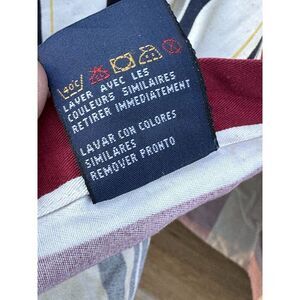 40°
LAVER AVEC LES
COULEURS SIMILAIRES
RETIRER IMMEDIATEMENT
LAVAR CON COLORES
SIMILARES
REMOVER PRONTO